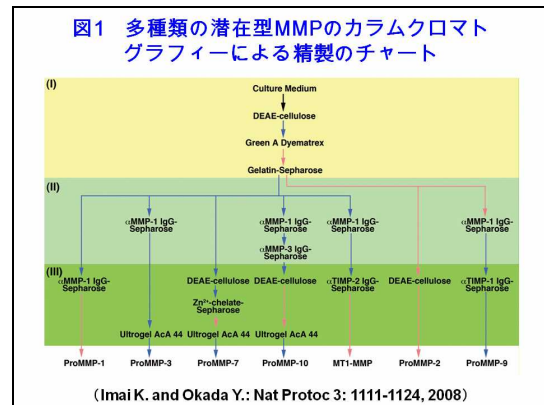 図1 多種類の潜在型MMPのカラムクロマト
グラフィーによる精製のチャート
(I)
Culture Medium
DEAE-cellulose
Green A Dyematrex
Gelatin-Sepharose
(II)
αMMP-1 IgG-
Sepharose
αMMP-1 IgG-
Sepharose
αMMP-3 IgG-
Sepharose
αMMP-1 IgG-
Sepharose
αMMP-1 IgG-
Sepharose
(III)
αMMP-1 IgG-
Sepharose
DEAE-cellulose
Zn²⁺-chelate-
Sepharose
DEAE-cellulose
αTIMP-2 IgG-
Sepharose
DEAE-cellulose
αTIMP-1 IgG-
Sepharose
Ultrogel AcA 44
Ultrogel AcA 44
Ultrogel AcA 44
ProMMP-1
ProMMP-3
ProMMP-7
ProMMP-10
MT1-MMP
ProMMP-2
ProMMP-9
(Imai K. and Okada Y.: Nat Protoc 3: 1111-1124, 2008)